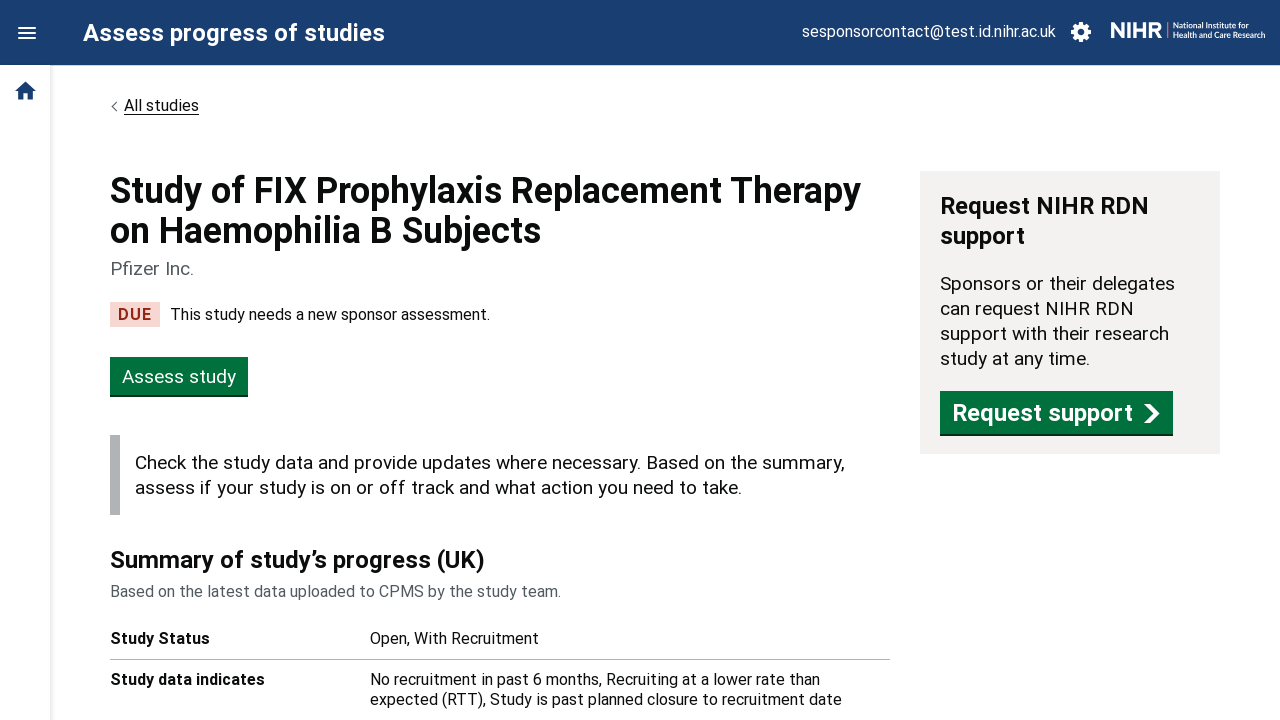 Assess progress of studies
sesponsorcontact@test.id.nihr.ac.uk
NIHR
National Institute for
Health and Care Research
All studies
Study of FIX Prophylaxis Replacement Therapy
on Haemophilia B Subjects
Pfizer Inc.
DUE This study needs a new sponsor assessment.
Assess study
Check the study data and provide updates where necessary. Based on the summary,
assess if your study is on or off track and what action you need to take.
Summary of study’s progress (UK)
Based on the latest data uploaded to CPMS by the study team.
Study Status Open, With Recruitment
Study data indicates No recruitment in past 6 months, Recruiting at a lower rate than
expected (RTT), Study is past planned closure to recruitment date
Request NIHR RDN
support
Sponsors or their delegates
can request NIHR RDN
support with their research
study at any time.
Request support